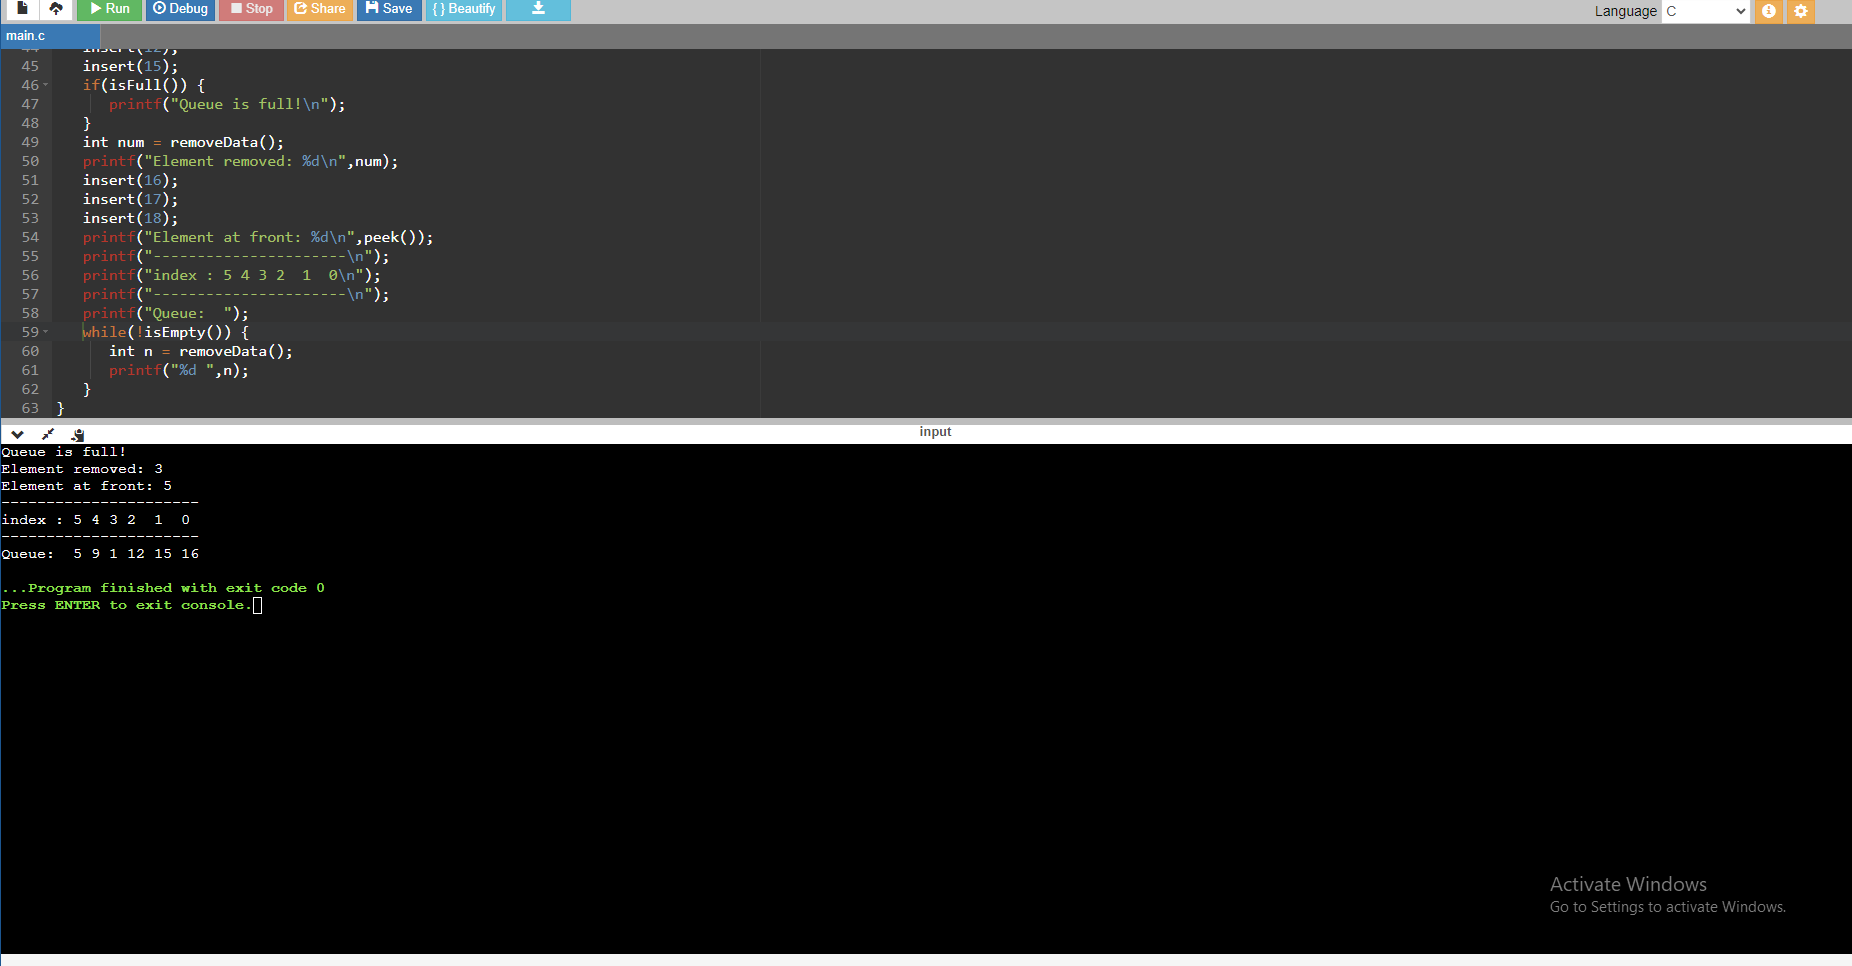 Run Debug Stop Share Save { } Beautify
Language C
main.c
44 insert(12);
45 insert(15);
46 if(isFull()) {
47 printf("Queue is full!\n");
48 }
49 int num = removeData();
50 printf("Element removed: %d\n",num);
51 insert(16);
52 insert(17);
53 insert(18);
54 printf("Element at front: %d\n",peek());
55 printf("----------------------\n");
56 printf("index : 5 4 3 2  1  0\n");
57 printf("----------------------\n");
58 printf("Queue:  ");
59 while(!isEmpty()) {
60 int n = removeData();
61 printf("%d ",n);
62 }
63 }
input
Queue is full!
Element removed: 3
Element at front: 5
----------------------
index : 5 4 3 2  1  0
----------------------
Queue:  5 9 1 12 15 16
...Program finished with exit code 0
Press ENTER to exit console.
Activate Windows
Go to Settings to activate Windows.